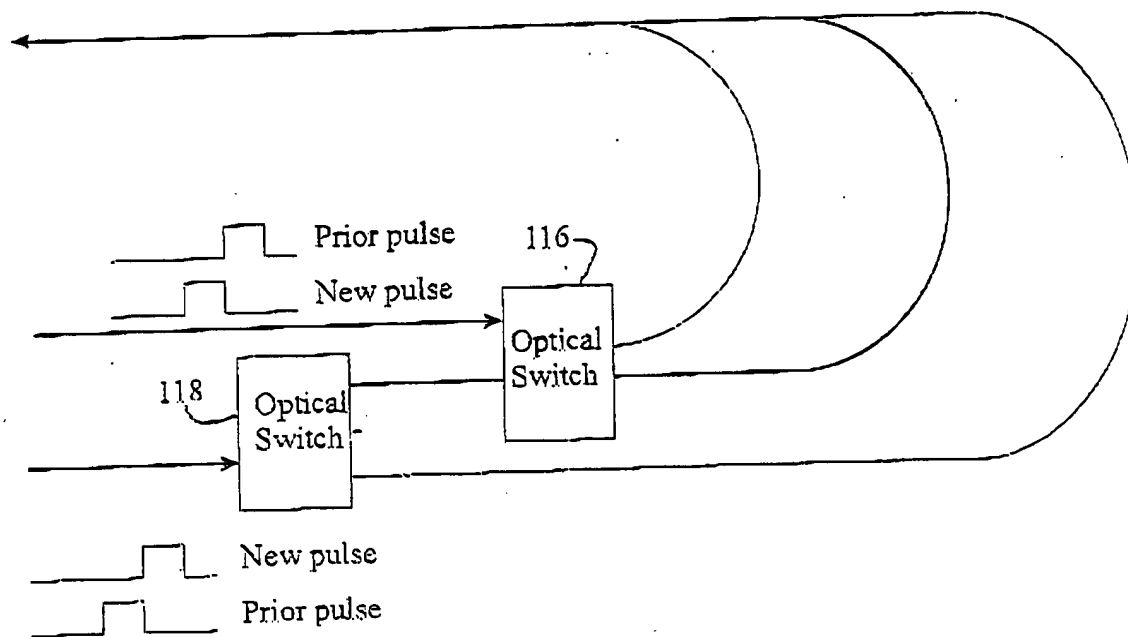 Prior pulse
116
New pulse
Optical
Switch
118
Optical
Switch
New pulse
Prior pulse